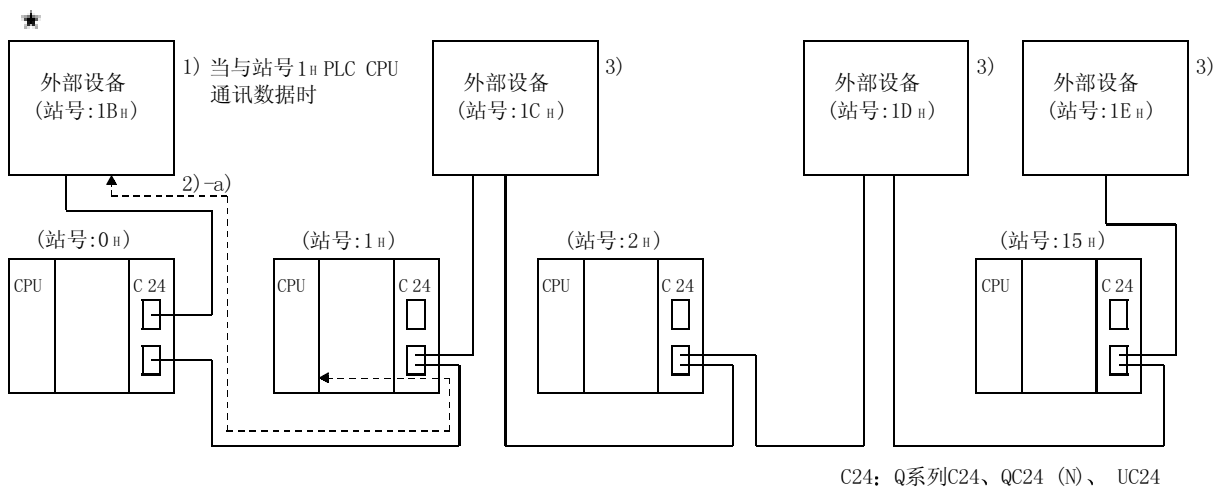 ★
1) 当与站号1H PLC CPU
通讯数据时
外部设备
(站号:1BH)
3)
外部设备
(站号:1CH)
3)
外部设备
(站号:1DH)
3)
外部设备
(站号:1EH)
2)-a)
(站号:0H)
(站号:1H)
(站号:2H)
(站号:15H)
CPU
C 24
CPU
C 24
CPU
C 24
CPU
C 24
C24: Q系列C24、QC24 (N)、 UC24